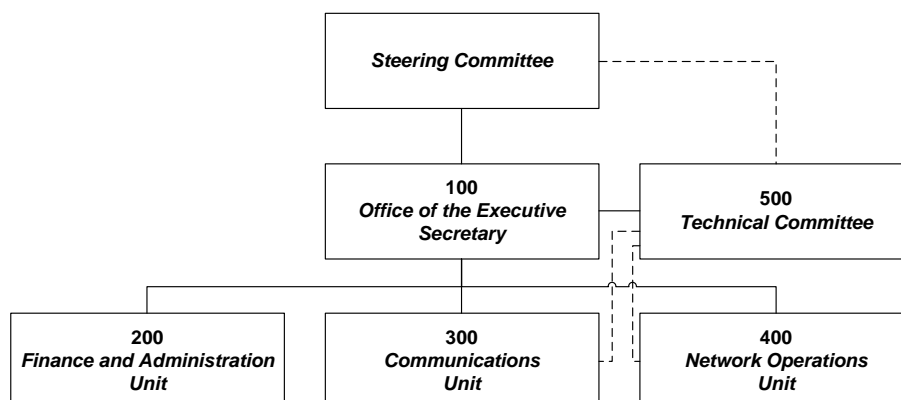 Steering Committee
100
Office of the Executive
Secretary
500
Technical Committee
200
Finance and Administration
Unit
300
Communications
Unit
400
Network Operations
Unit